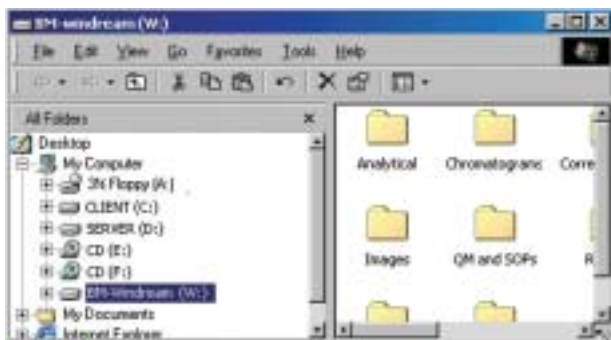 BM-windream (W:)
File Edit View Go Favorites Tools Help
All Folders
Desktop
My Computer
3½ Floppy (A:)
CLIENT (C:)
SERVER (D:)
CD (E:)
CD (F:)
BM-Windream (W:)
My Documents
Internet Explorer
Analytical Chromatograms Corre
Images QM and SOPs R